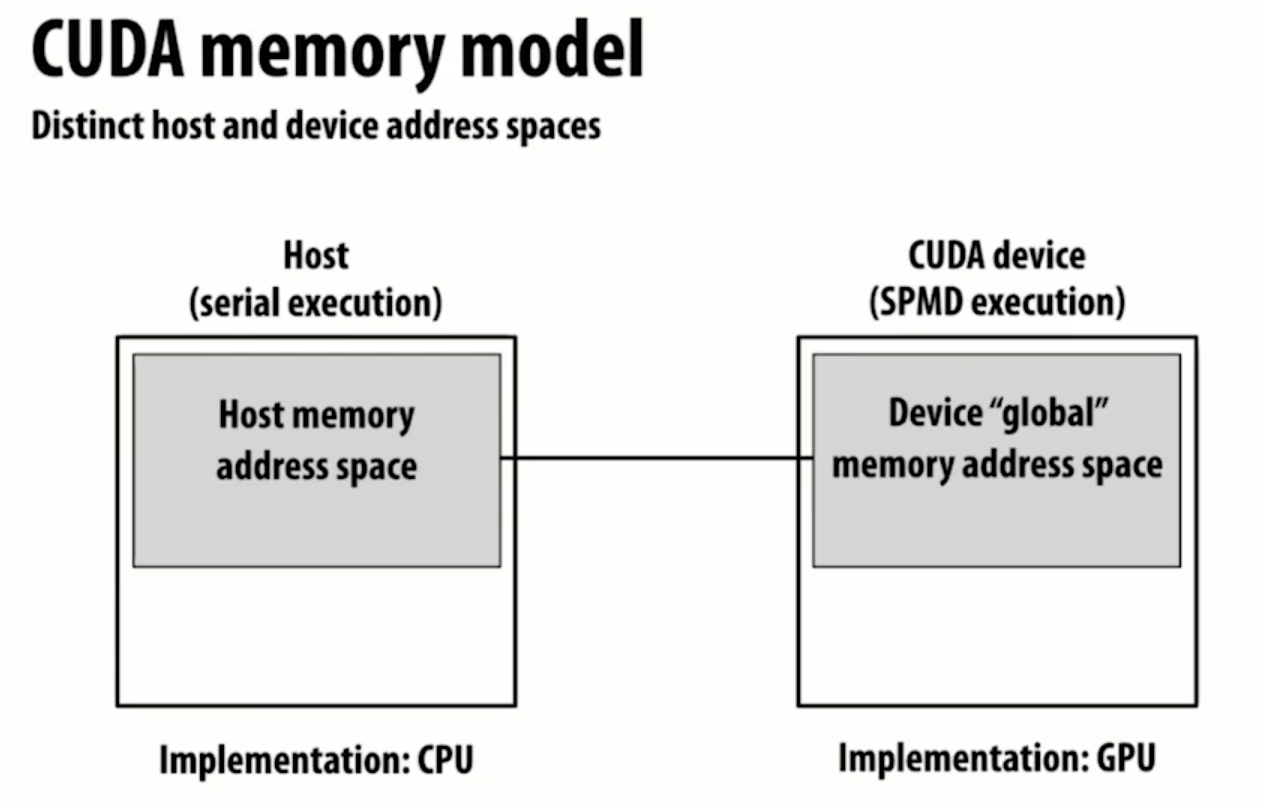 CUDA memory model
Distinct host and device address spaces
Host
(serial execution)
Host memory
address space
Implementation: CPU
CUDA device
(SPMD execution)
Device “global”
memory address space
Implementation: GPU